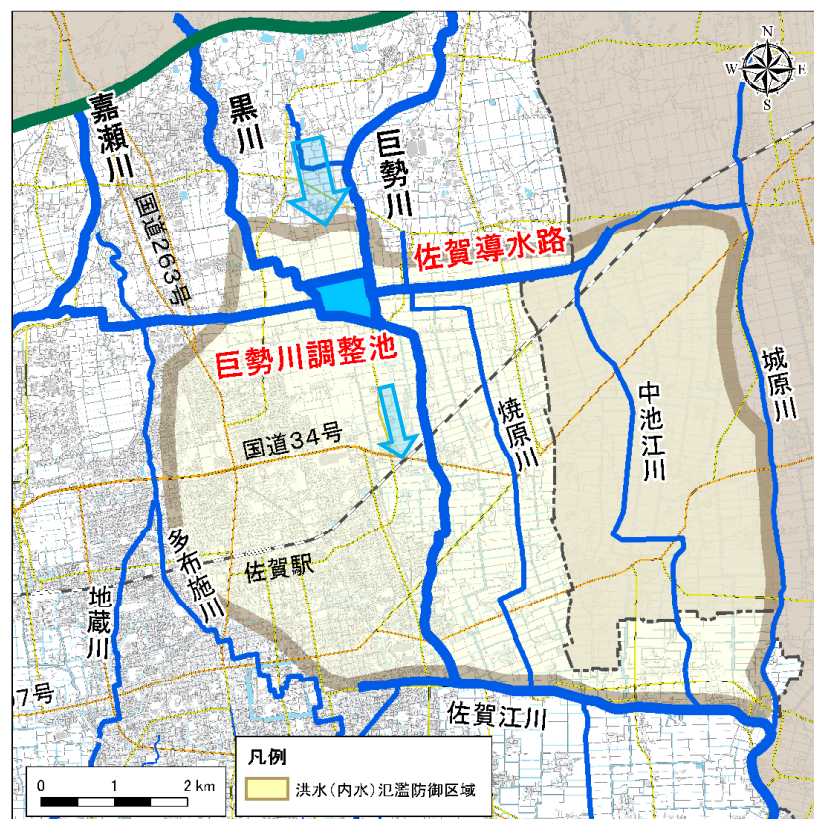 N
W E
S
嘉瀬川
黒川
巨勢川
国道263号
佐賀導水路
巨勢川調整池
城原川
中池江川
焼原川
国道34号
佐賀駅
多布施川
地蔵川
07号
佐賀江川
凡例
洪水(内水)氾濫防御区域
0 1 2 km